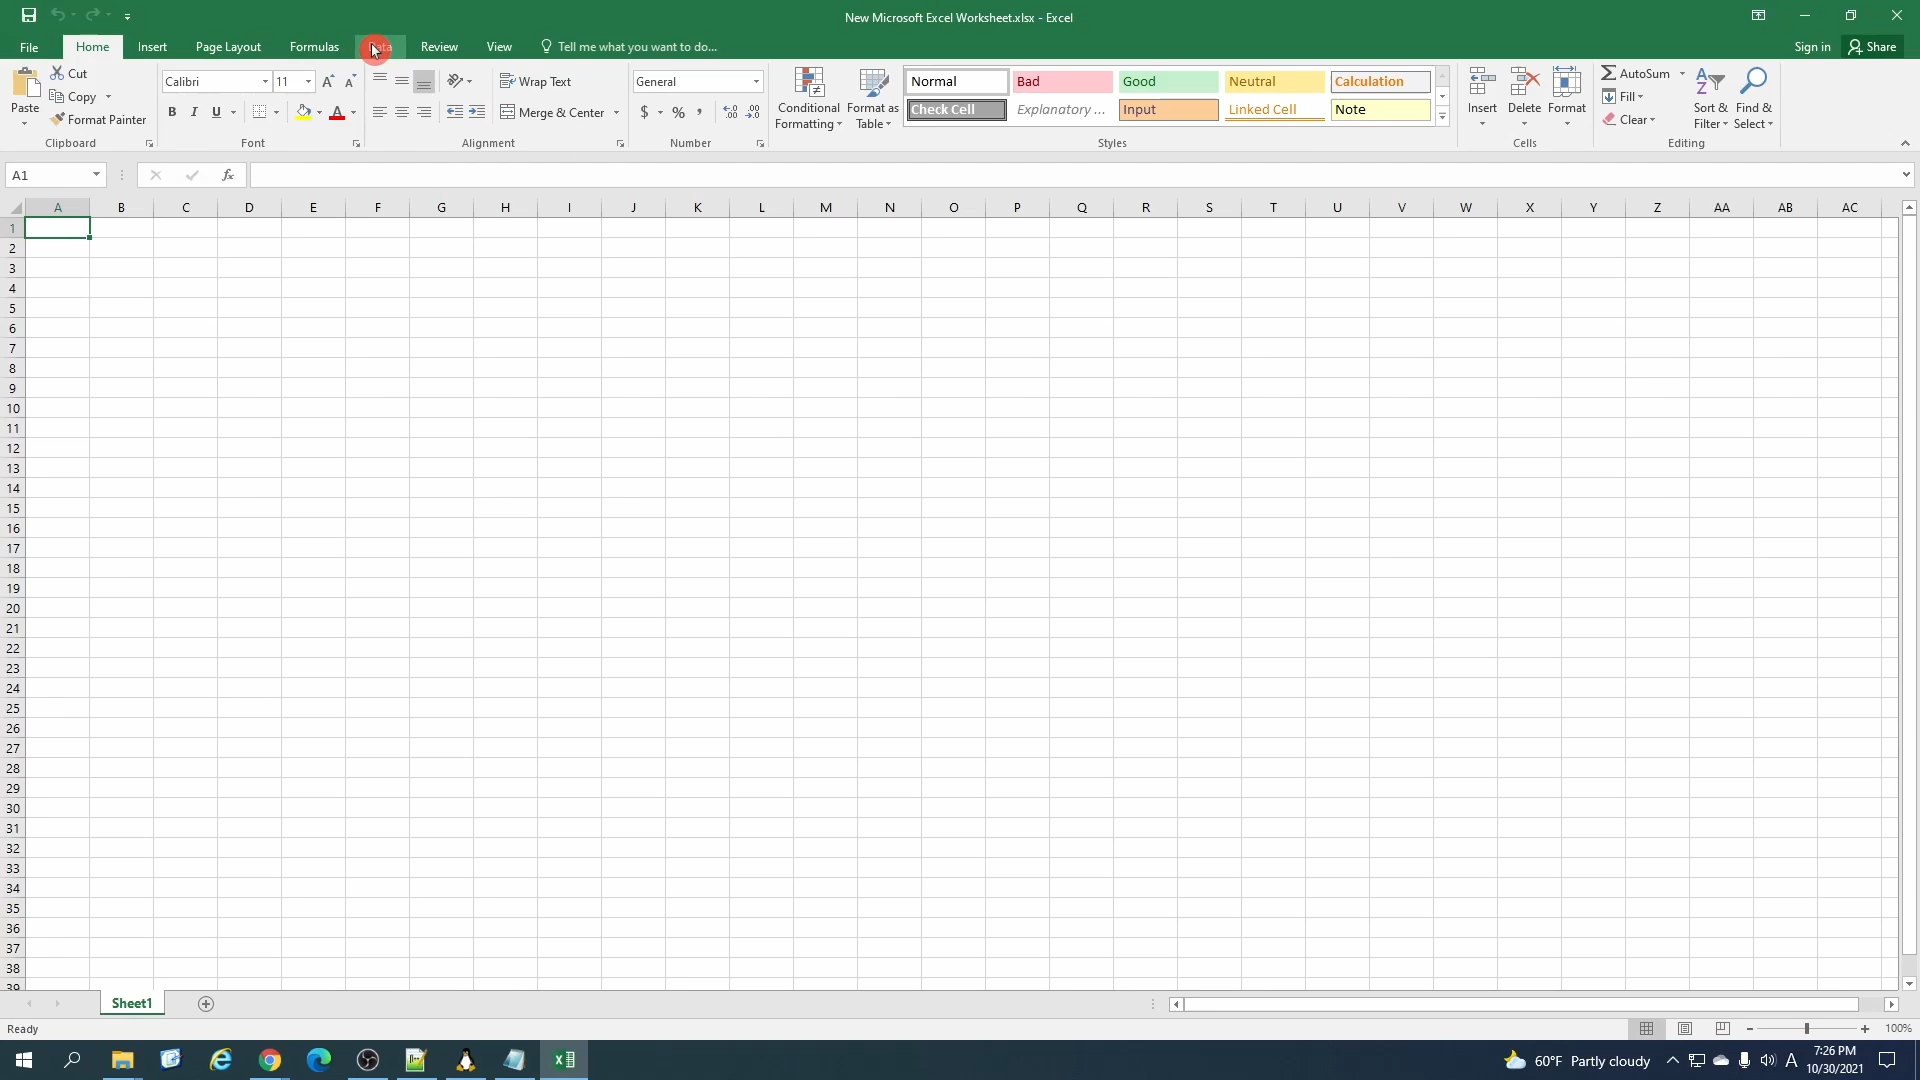 New Microsoft Excel Worksheet.xlsx - Excel
File Home Insert Page Layout Formulas Review View Tell me what you want to do... Sign in Share
Paste Cut Copy Format Painter Clipboard
Calibri 11 B I U A Font
Wrap Text Merge & Center Alignment
General $ % Number
Conditional Formatting Format as Table
Normal Bad Good Neutral Calculation
Check Cell Explanatory ... Input Linked Cell Note
Styles
Insert Delete Format Cells
AutoSum Fill Clear Sort & Filter Find & Select Editing
A1 fx
A B C D E F G H I J K L M N O P Q R S T U V W X Y Z AA AB AC
1
2
3
4
5
6
7
8
9
10
11
12
13
14
15
16
17
18
19
20
21
22
23
24
25
26
27
28
29
30
31
32
33
34
35
36
37
38
39
Sheet1
Ready 100%
60°F Partly cloudy A 7:26 PM
10/30/2021